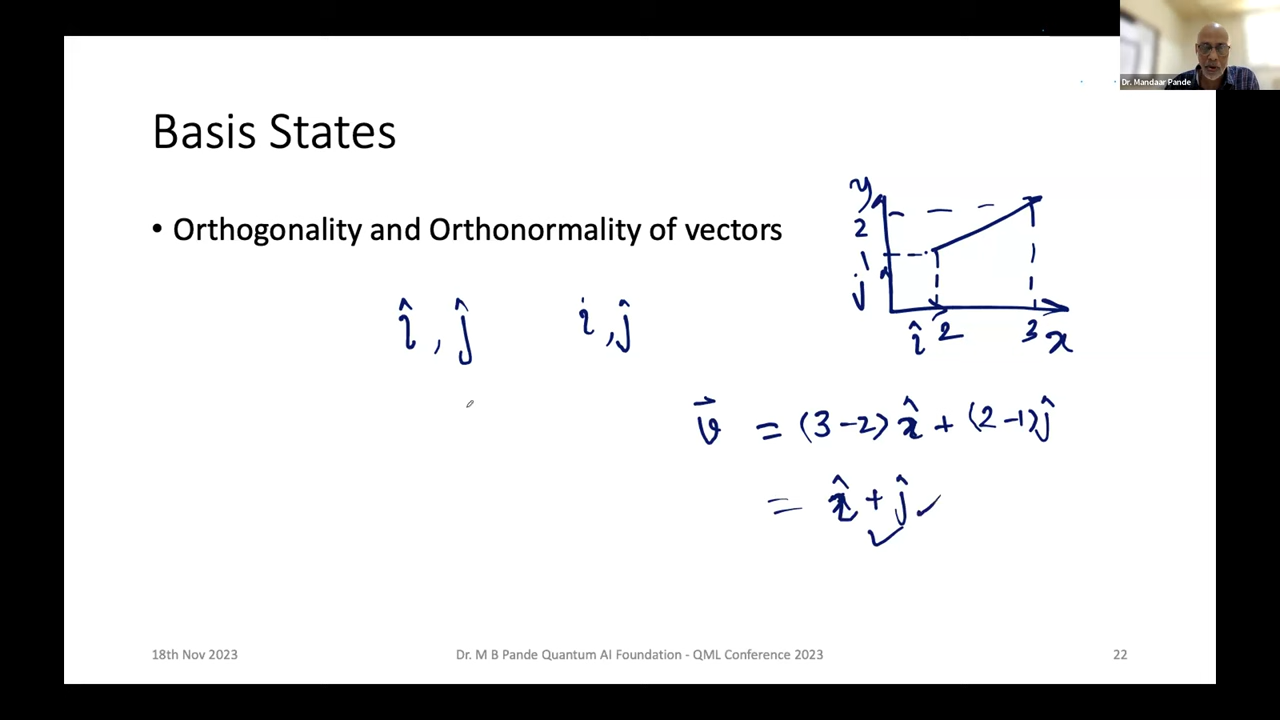 Dr. Mandaar Pande
Basis States
• Orthogonality and Orthonormality of vectors
y
2
1
ĵ
î 2 3 x
î , ĵ i , ĵ
v⃗ = (3-2) î + (2-1) ĵ
= î + ĵ ✓
✓
18th Nov 2023 Dr. M B Pande Quantum AI Foundation - QML Conference 2023 22